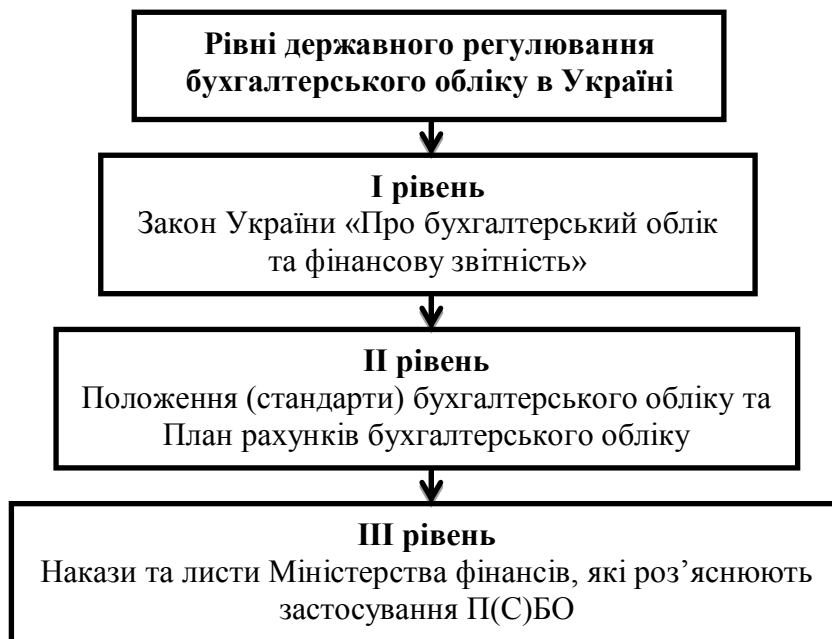 Рівні державного регулювання
бухгалтерського обліку в Україні
І рівень
Закон України «Про бухгалтерський облік
та фінансову звітність»
ІІ рівень
Положення (стандарти) бухгалтерського обліку та
План рахунків бухгалтерського обліку
ІІІ рівень
Накази та листи Міністерства фінансів, які роз’яснюють
застосування П(С)БО